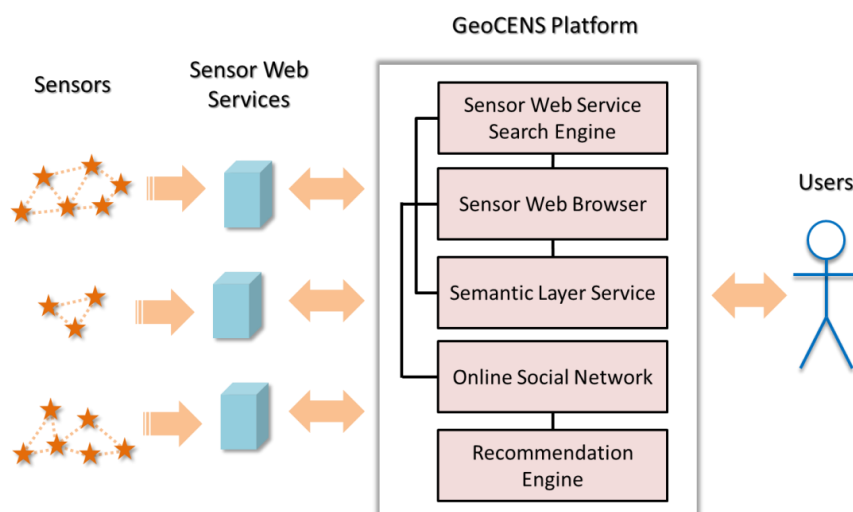 GeoCENS Platform
Sensors
Sensor Web
Services
Sensor Web Service
Search Engine
Sensor Web Browser
Semantic Layer Service
Online Social Network
Recommendation
Engine
Users